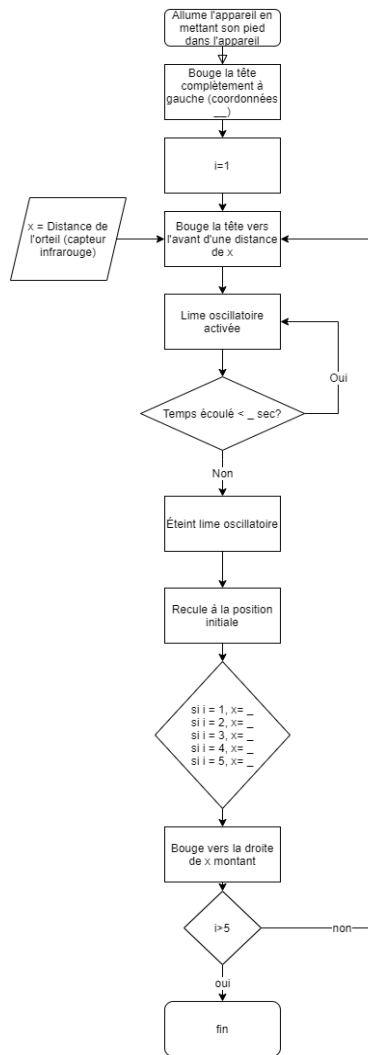 Allume l'appareil en
mettant son pied
dans l'appareil
Bouge la tête
complètement à
gauche (coordonnées
__)
i=1
x = Distance de
l'orteil (capteur
infrarouge)
Bouge la tête vers
l'avant d'une distance
de x
Lime oscillatoire
activée
Oui
Temps écoulé < _ sec?
Non
Éteint lime oscillatoire
Recule à la position
initiale
si i = 1, x= _
si i = 2, x= _
si i = 3, x= _
si i = 4, x= _
si i = 5, x= _
Bouge vers la droite
de x montant
i>5
non
oui
fin